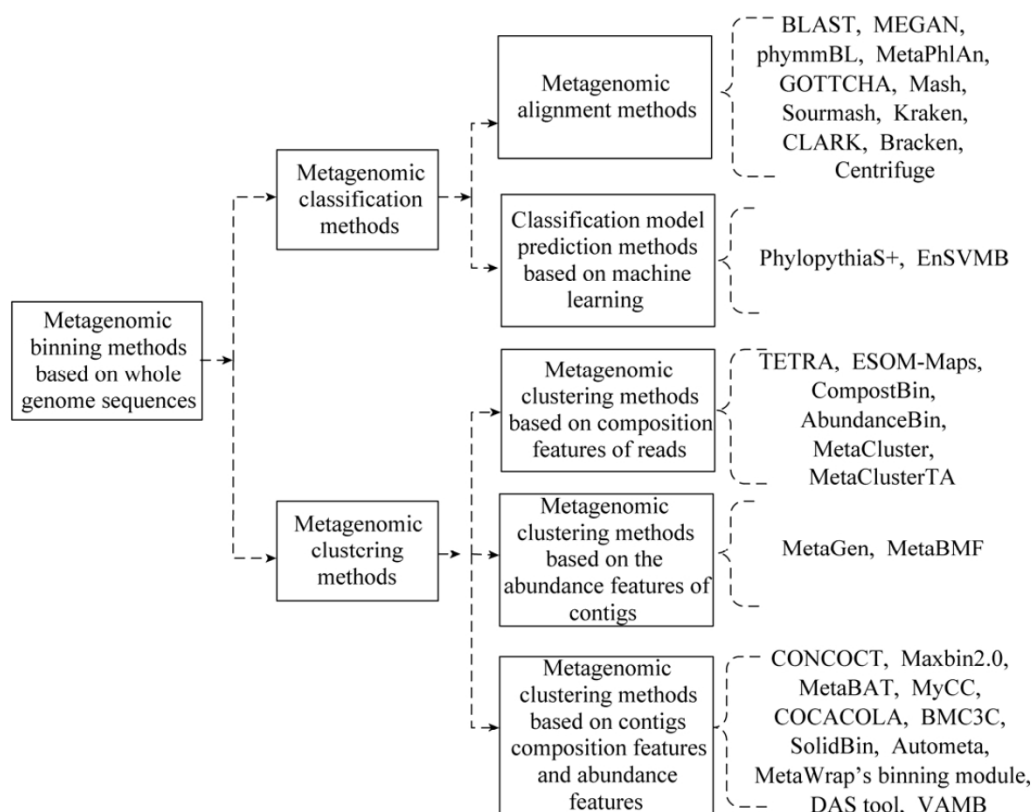 Metagenomic
binning methods
based on whole
genome sequences
Metagenomic
classification
methods
Metagenomic
alignment methods
BLAST, MEGAN,
phymmBL, MetaPhlAn,
GOTTCHA, Mash,
Sourmash, Kraken,
CLARK, Bracken,
Centrifuge
Classification model
prediction methods
based on machine
learning
PhylopythiaS+, EnSVMB
Metagenomic
clustering
methods
Metagenomic
clustering methods
based on composition
features of reads
TETRA, ESOM-Maps,
CompostBin,
AbundanceBin,
MetaCluster,
MetaClusterTA
Metagenomic
clustering methods
based on the
abundance features of
contigs
MetaGen, MetaBMF
Metagenomic
clustering methods
based on contigs
composition features
and abundance
features
CONCOCT, Maxbin2.0,
MetaBAT, MyCC,
COCACOLA, BMC3C,
SolidBin, Autometa,
MetaWrap's binning module,
DAS tool, VAMB